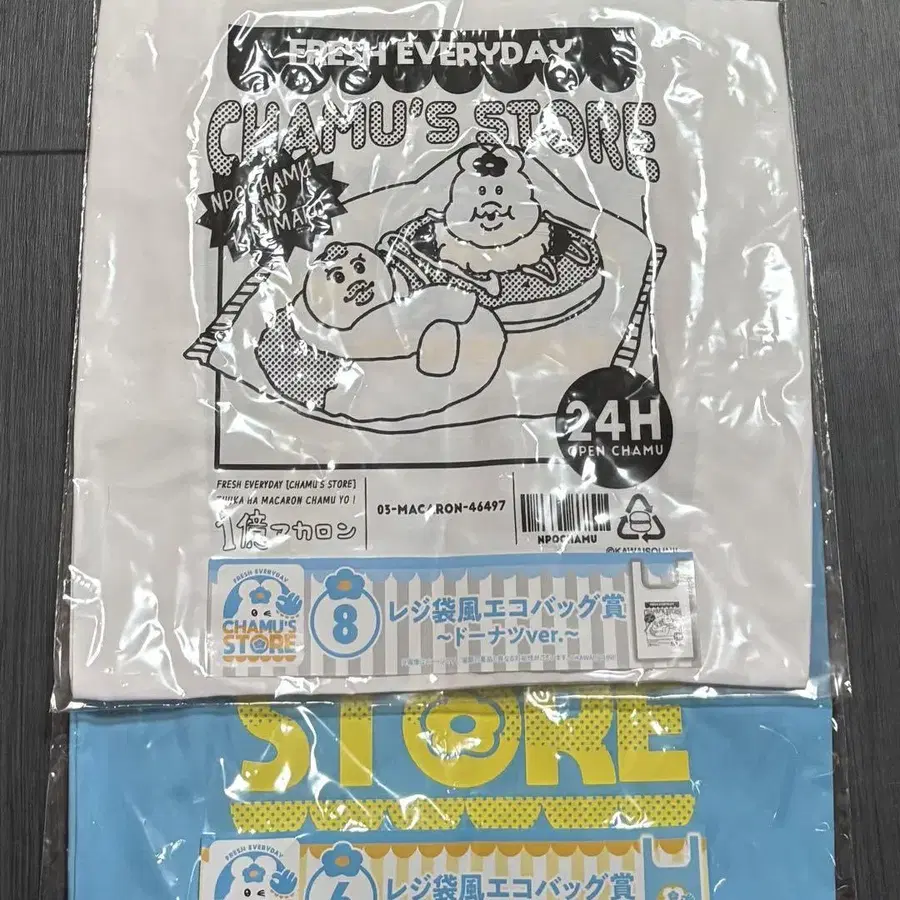 FRESH EVERYDAY
CHAMU'S STORE
NPOCHAMU
AND
24H
OPEN CHAMU
FRESH EVERYDAY [CHAMU'S STORE]
HA MACARON CHAMU YO!
1億マカロン
03-MACARON-46497
NPOCHAMU
©KAWAISOUNI!
FRESH EVERYDAY
CHAMU'S
STORE
8
レジ袋風エコバッグ賞
~ドーナツver.~
STORE
FRESH EVERYDAY
6
レジ袋風エコバッグ賞